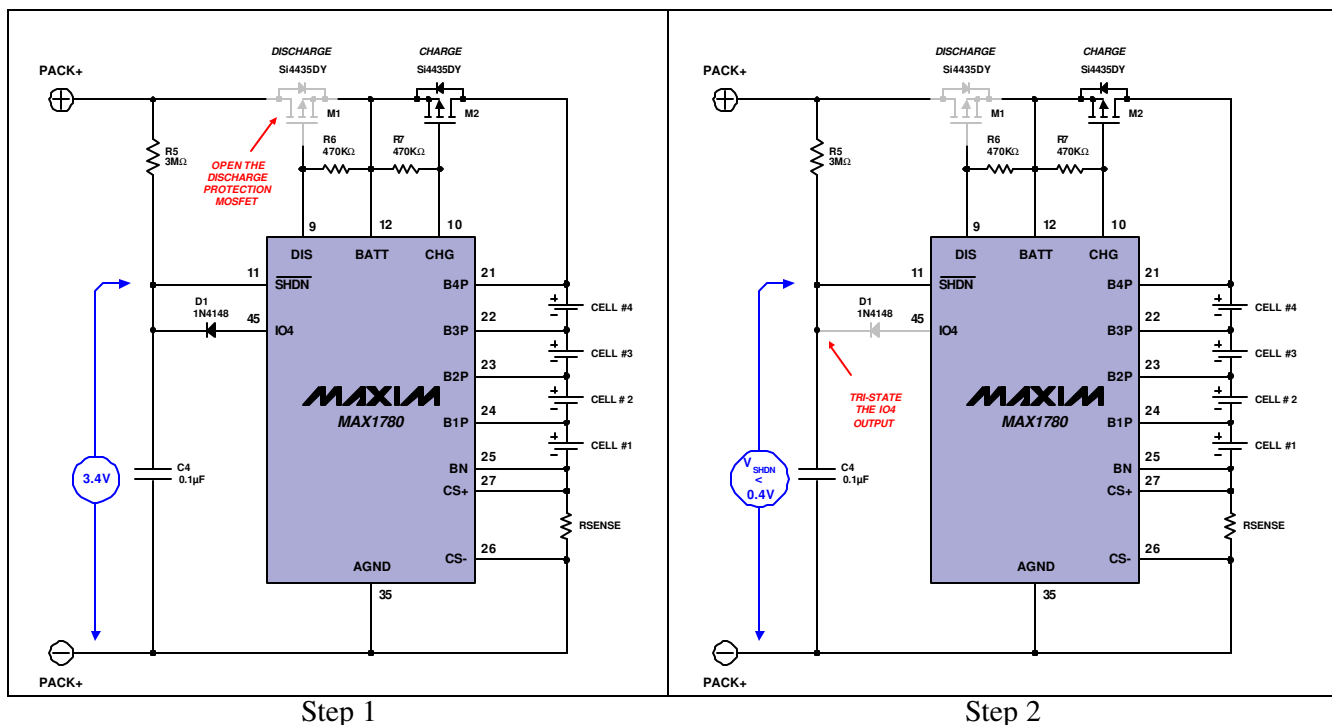 DISCHARGE
Si4435DY
CHARGE
Si4435DY
PACK+
M1
M2
R5
3MΩ
OPEN THE
DISCHARGE
PROTECTION
MOSFET
R6
470KΩ
R7
470KΩ
9
12
10
DIS
BATT
CHG
11
SHDN
D1
1N4148
45
IO4
21
B4P
CELL #4
22
B3P
CELL #3
23
B2P
CELL # 2
24
B1P
CELL #1
MAXIM
MAX1780
3.4V
C4
0.1µF
25
BN
27
CS+
RSENSE
26
CS-
AGND
35
PACK+
Step 1
DISCHARGE
Si4435DY
CHARGE
Si4435DY
PACK+
M1
M2
R5
3MΩ
R6
470KΩ
R7
470KΩ
9
12
10
DIS
BATT
CHG
11
SHDN
D1
1N4148
45
IO4
TRI-STATE
THE IO4
OUTPUT
21
B4P
CELL #4
22
B3P
CELL #3
23
B2P
CELL # 2
24
B1P
CELL #1
MAXIM
MAX1780
V SHDN
<
0.4V
C4
0.1µF
25
BN
27
CS+
RSENSE
26
CS-
AGND
35
PACK+
Step 2